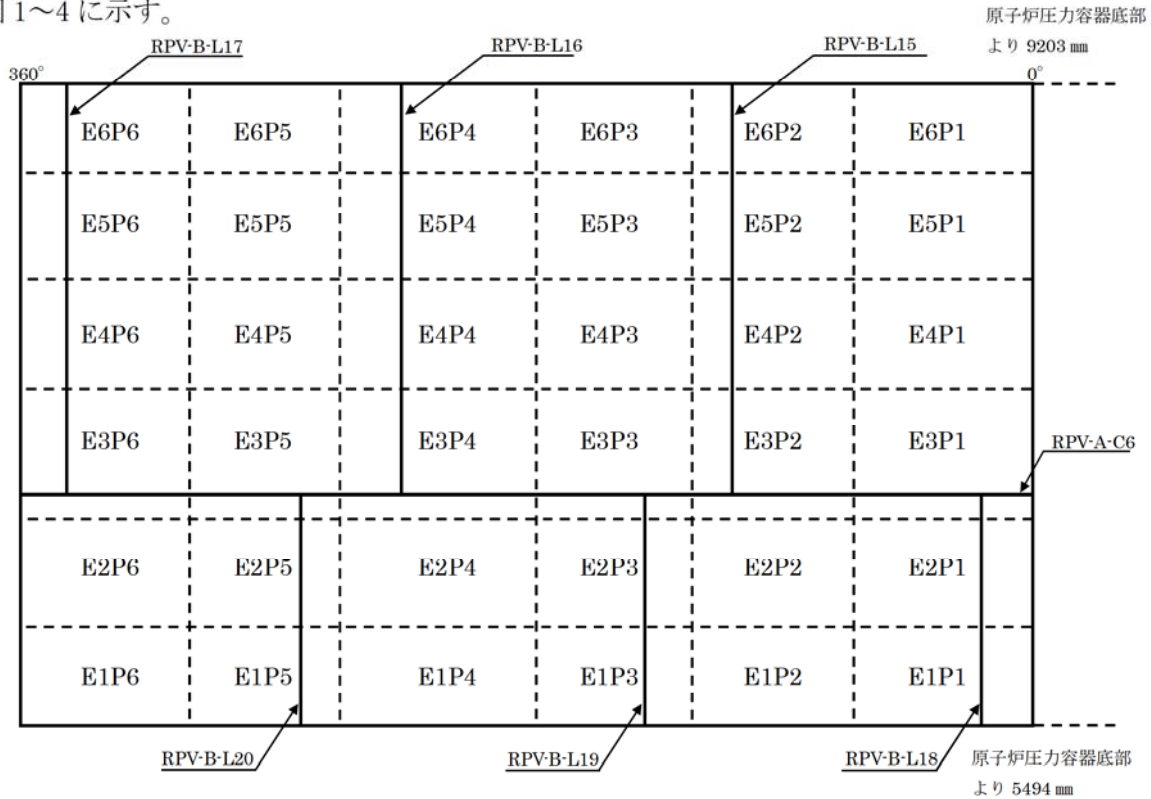 1～4 に示す。
原子炉圧力容器底部
より 9203 ㎜
RPV-B-L17
RPV-B-L16
RPV-B-L15
360°
0°
E6P6 E6P5 E6P4 E6P3 E6P2 E6P1
E5P6 E5P5 E5P4 E5P3 E5P2 E5P1
E4P6 E4P5 E4P4 E4P3 E4P2 E4P1
E3P6 E3P5 E3P4 E3P3 E3P2 E3P1
RPV-A-C6
E2P6 E2P5 E2P4 E2P3 E2P2 E2P1
E1P6 E1P5 E1P4 E1P3 E1P2 E1P1
RPV-B-L20
RPV-B-L19
RPV-B-L18
原子炉圧力容器底部
より 5494 ㎜